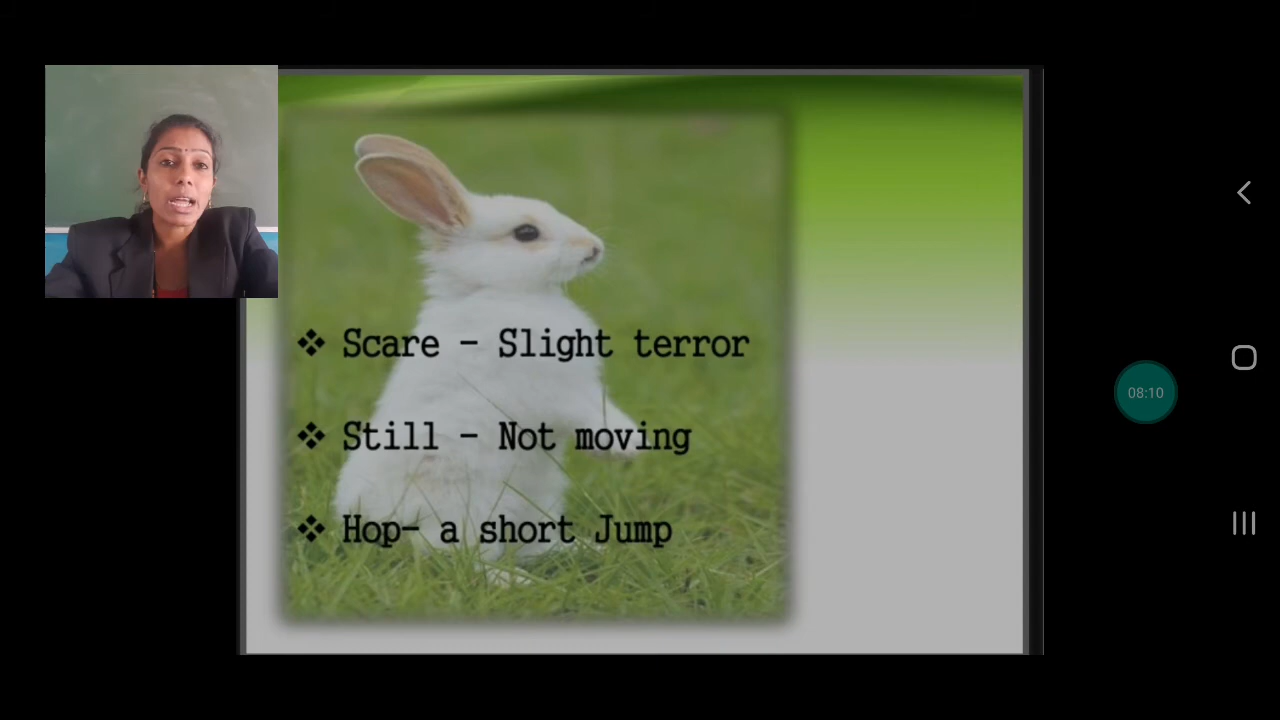 ❖ Scare - Slight terror
❖ Still - Not moving
❖ Hop- a short Jump
08:10